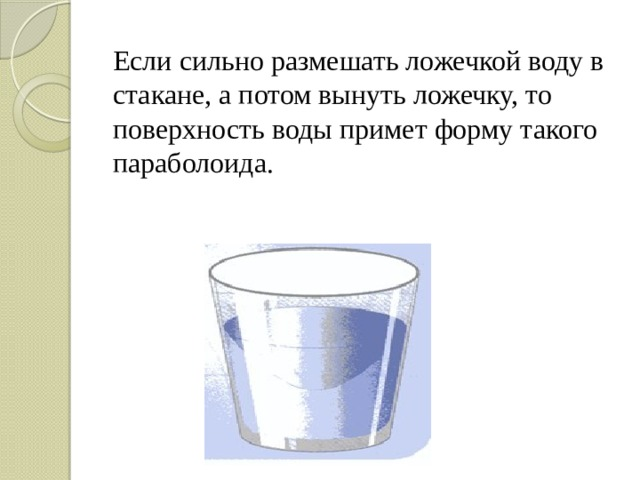 Если сильно размешать ложечкой воду в
стакане, а потом вынуть ложечку, то
поверхность воды примет форму такого
параболоида.